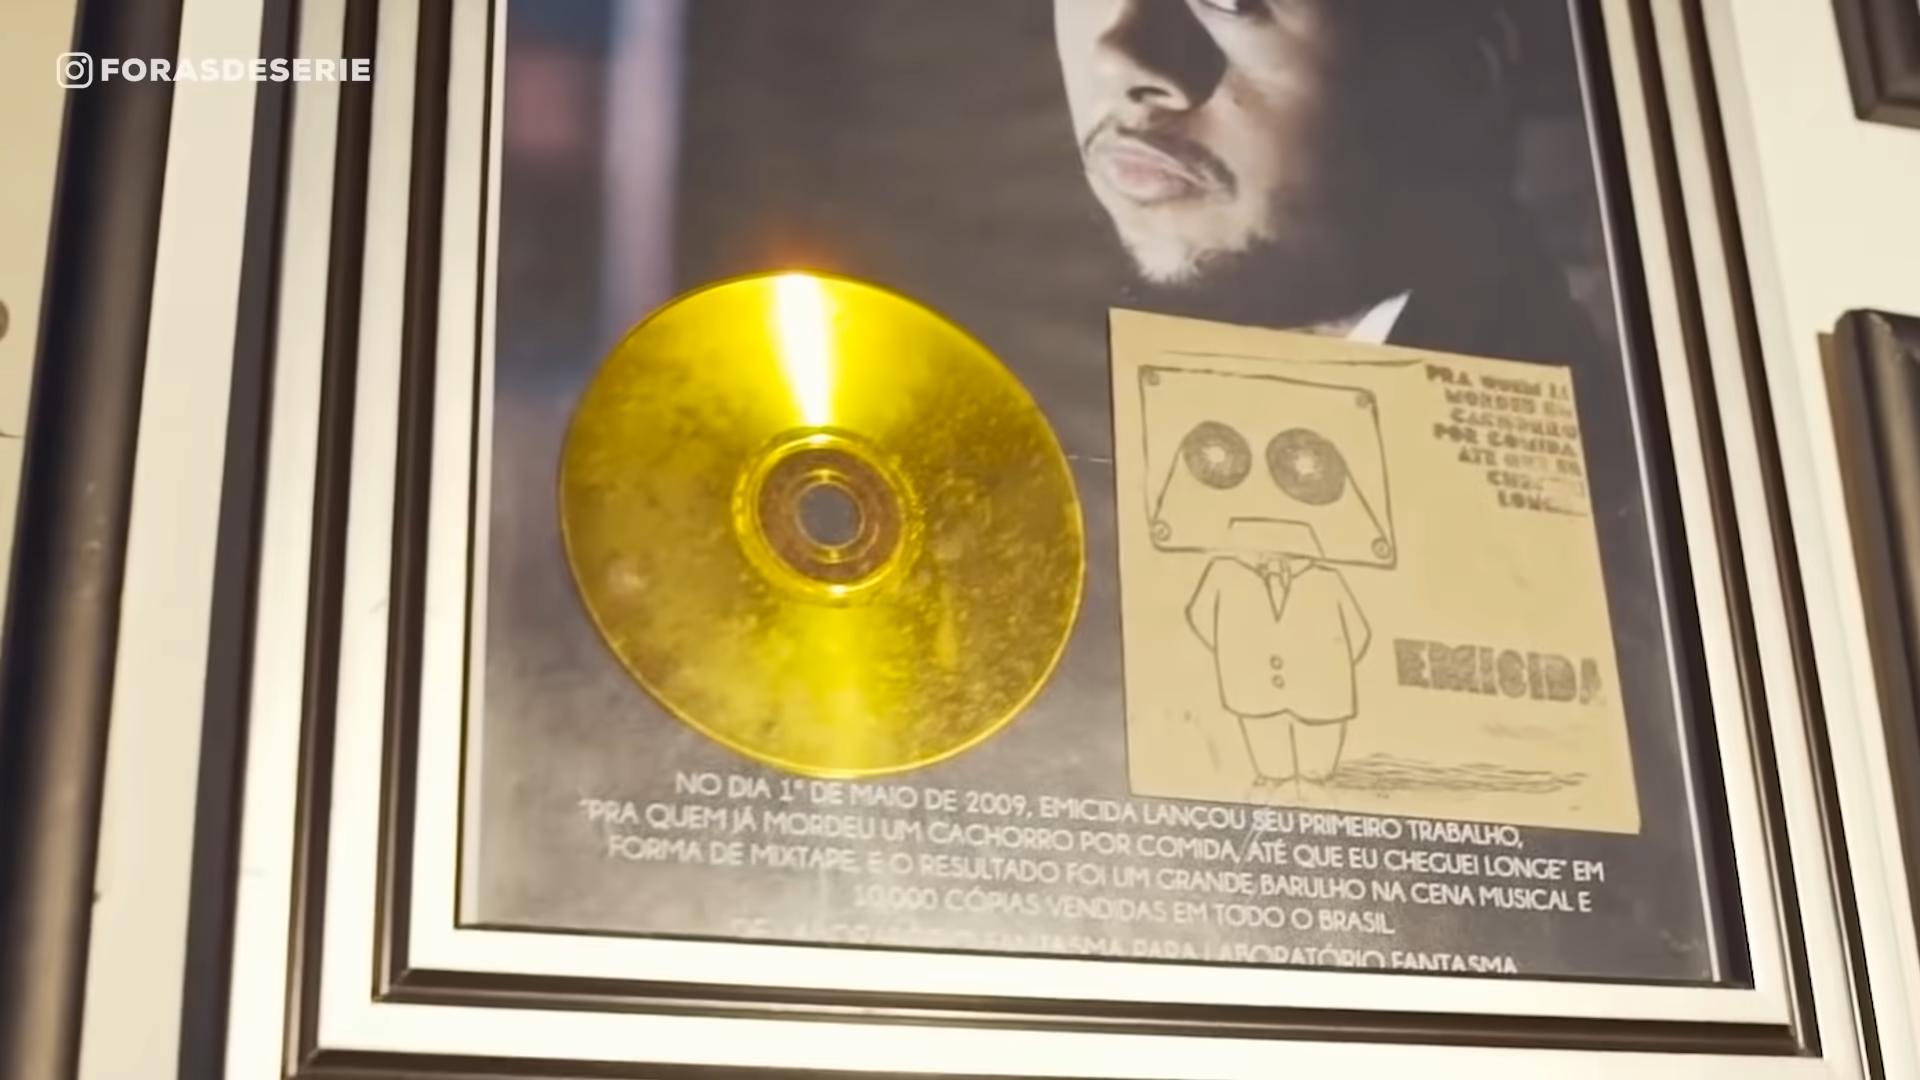 FORASDESERIE
PRA QUEM JÁ
MORDEU UM
CACHORRO
POR COMIDA
ATÉ QUE EU
LONGE
EMICIDA
NO DIA 1º DE MAIO DE 2009, EMICIDA LANÇOU SEU PRIMEIRO TRABALHO,
"PRA QUEM JÁ MORDEU UM CACHORRO POR COMIDA, ATÉ QUE EU CHEGUEI LONGE" EM
FORMA DE MIXTAPE, E O RESULTADO FOI UM GRANDE BARULHO NA CENA MUSICAL E
10.000 CÓPIAS VENDIDAS EM TODO O BRASIL.
DE LABORATÓRIO FANTASMA PARA LABORATÓRIO FANTASMA